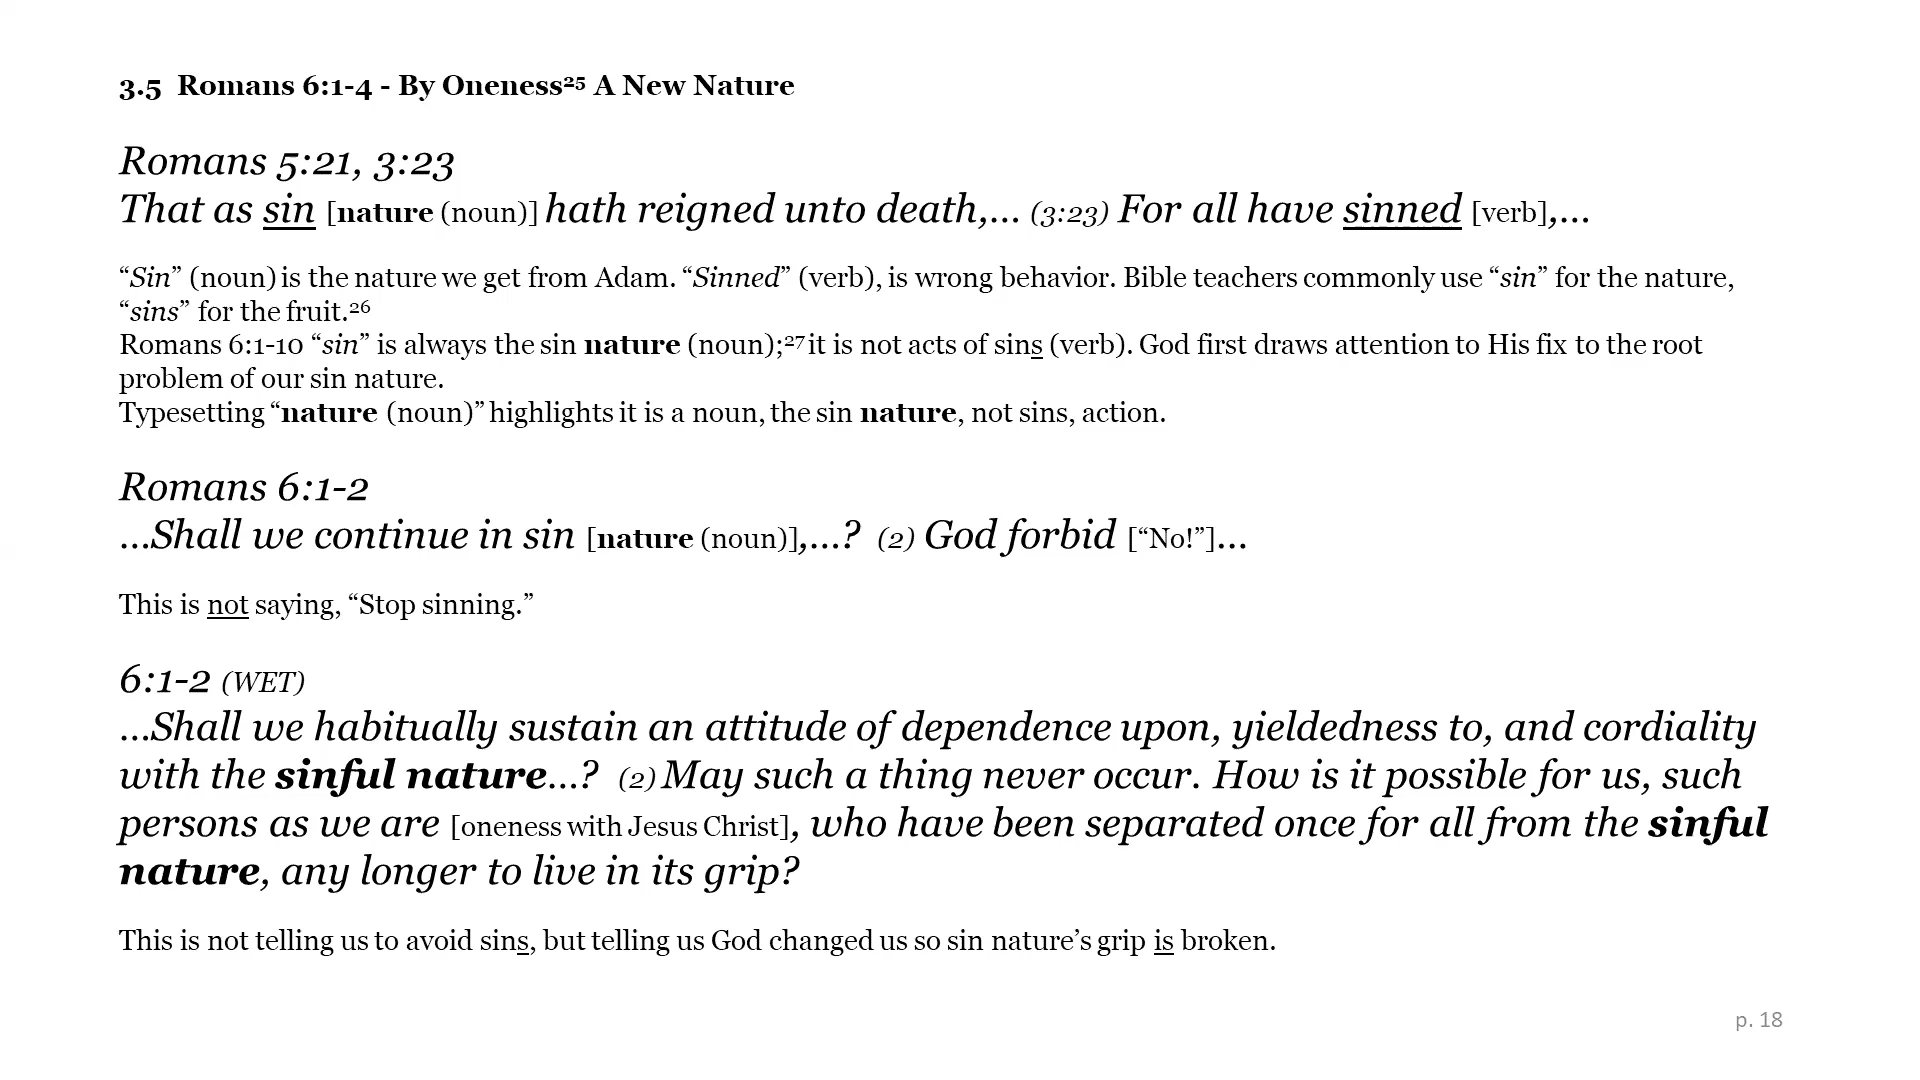 3.5  Romans 6:1-4 - By Oneness²⁵ A New Nature
Romans 5:21, 3:23
That as sin [nature (noun)] hath reigned unto death,… (3:23) For all have sinned [verb],…
“Sin” (noun) is the nature we get from Adam. “Sinned” (verb), is wrong behavior. Bible teachers commonly use “sin” for the nature,
“sins” for the fruit.²⁶
Romans 6:1-10 “sin” is always the sin nature (noun);²⁷ it is not acts of sins (verb). God first draws attention to His fix to the root
problem of our sin nature.
Typesetting “nature (noun)” highlights it is a noun, the sin nature, not sins, action.
Romans 6:1-2
…Shall we continue in sin [nature (noun)],…?  (2) God forbid [“No!”]…
This is not saying, “Stop sinning.”
6:1-2 (WET)
…Shall we habitually sustain an attitude of dependence upon, yieldedness to, and cordiality
with the sinful nature…?  (2) May such a thing never occur. How is it possible for us, such
persons as we are [oneness with Jesus Christ], who have been separated once for all from the sinful
nature, any longer to live in its grip?
This is not telling us to avoid sins, but telling us God changed us so sin nature’s grip is broken.
p. 18